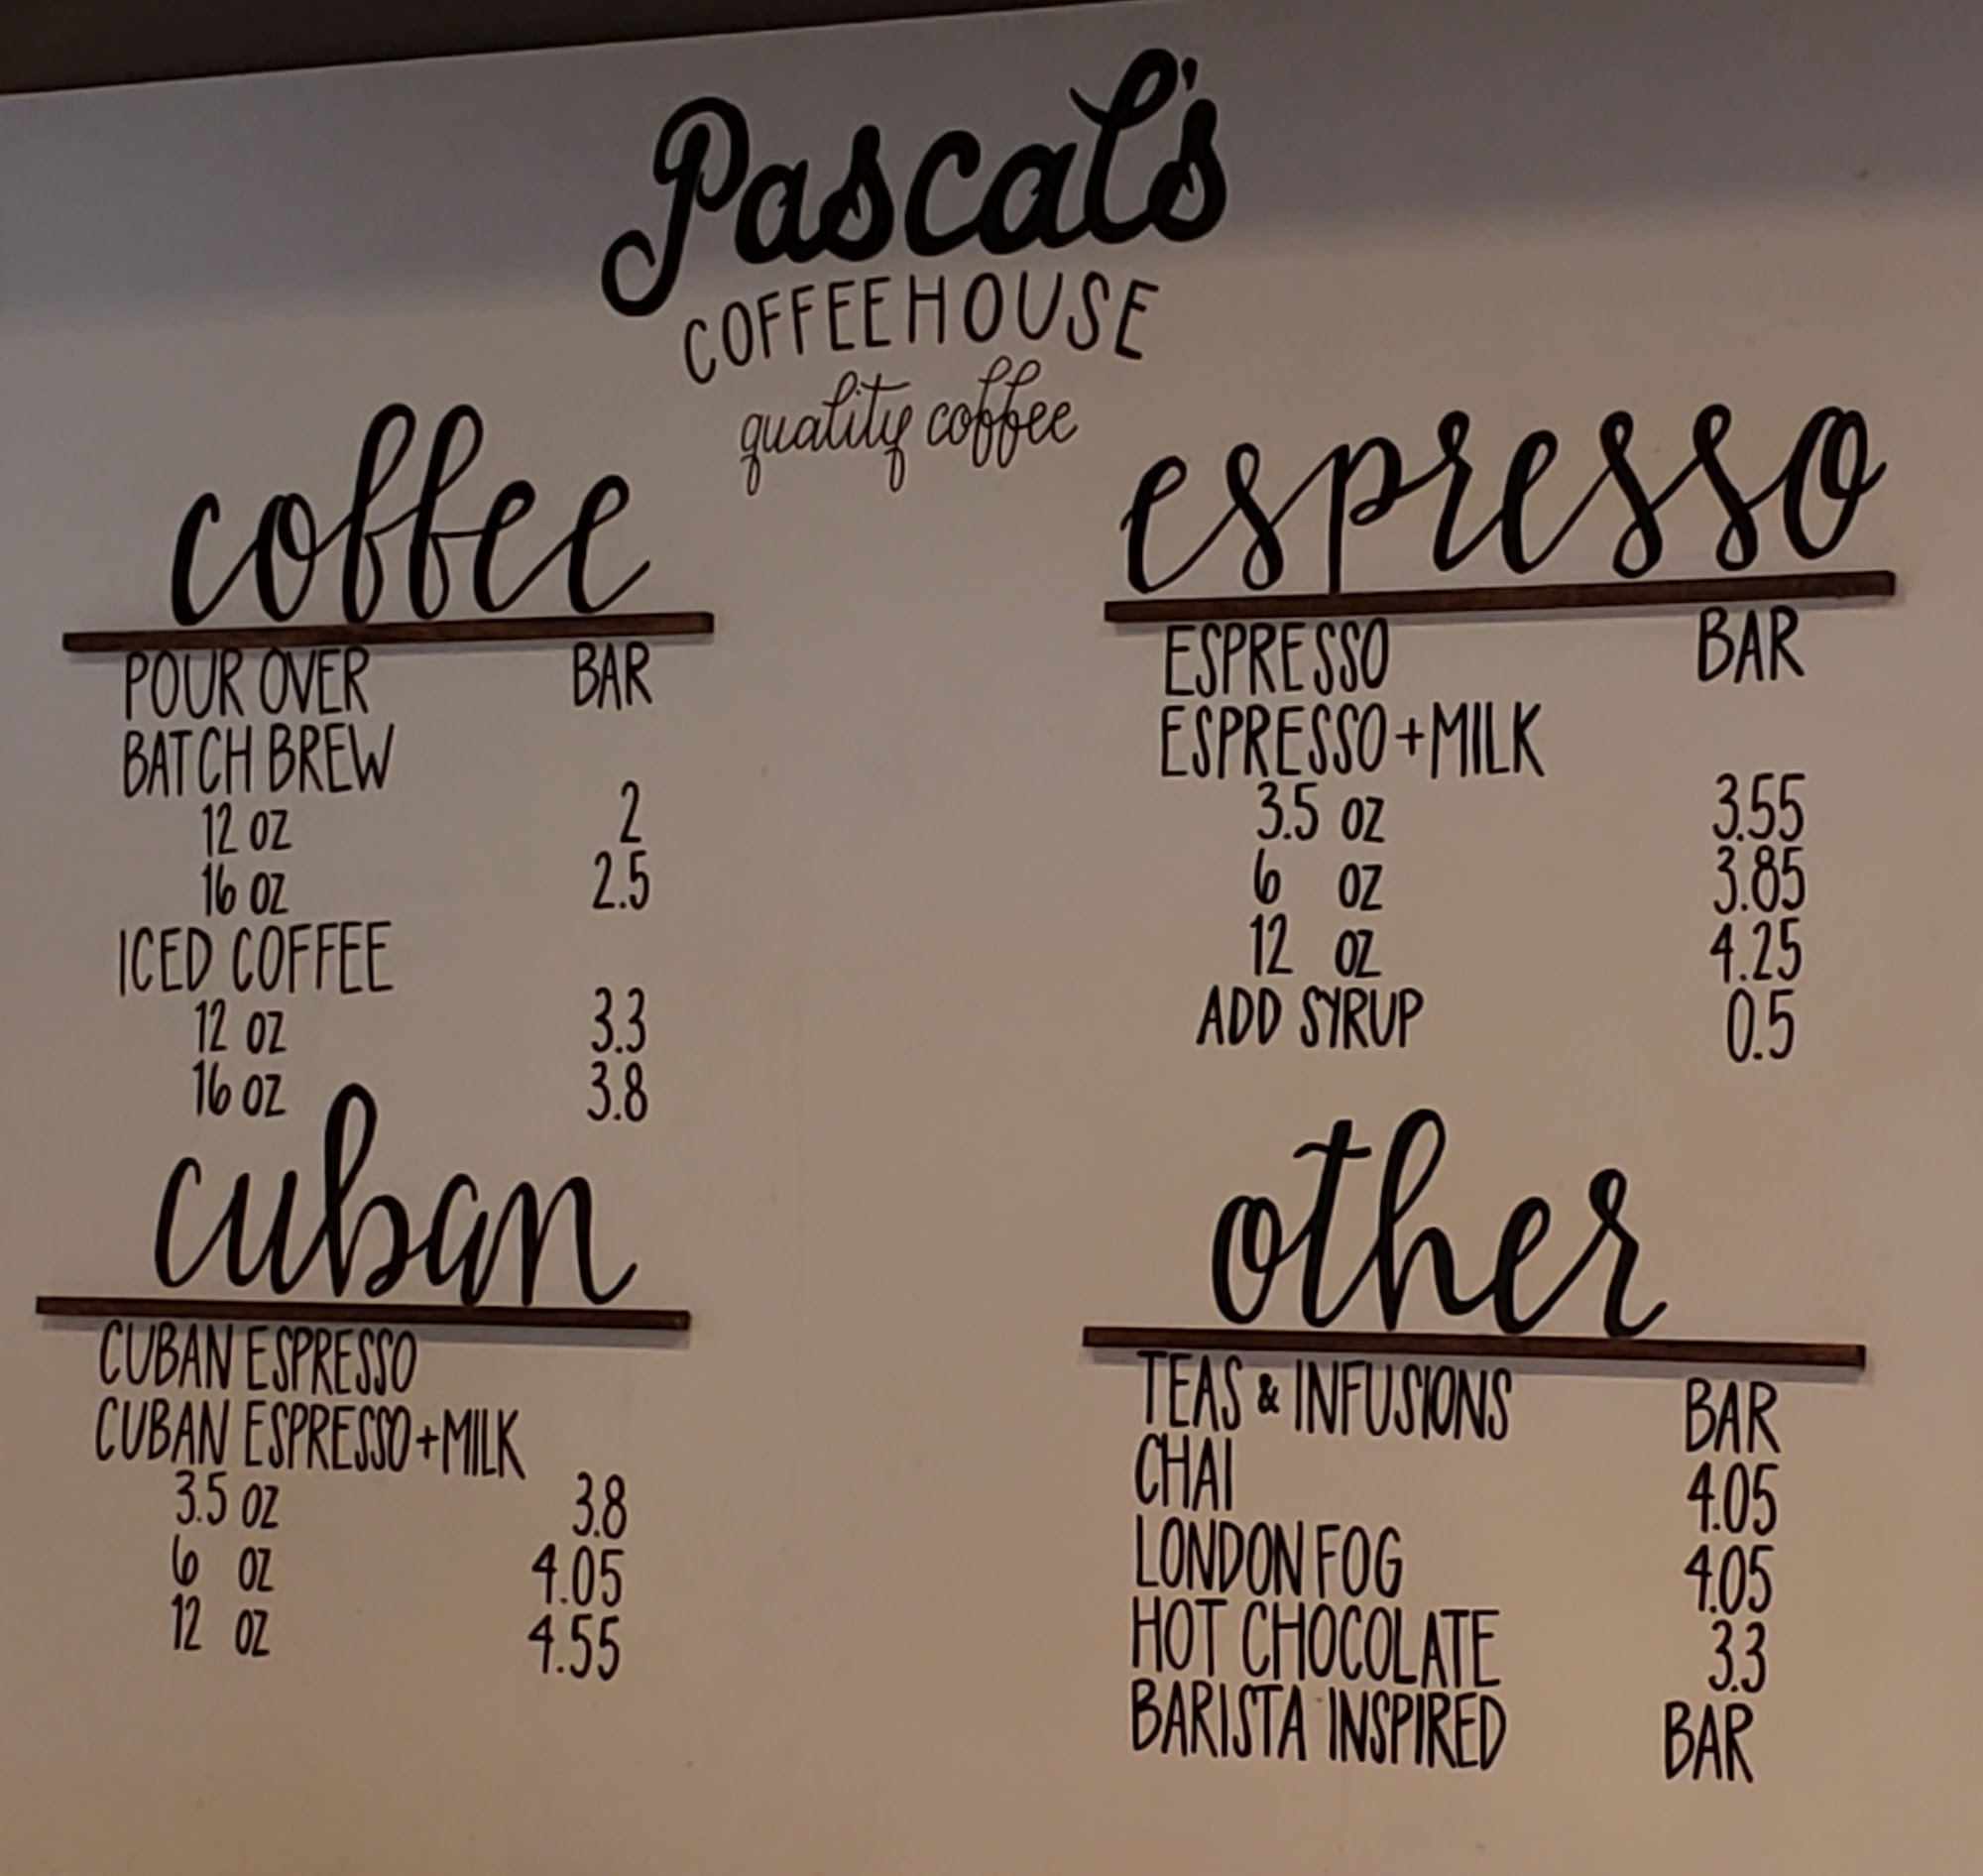 Pascal's
COFFEEHOUSE
quality coffee
coffee
POUR OVER BAR
BATCH BREW
12 OZ 2
16 OZ 2.5
ICED COFFEE
12 OZ 3.3
16 OZ 3.8
cuban
CUBAN ESPRESSO
CUBAN ESPRESSO+MILK
3.5 OZ 3.8
6 OZ 4.05
12 OZ 4.55
espresso
ESPRESSO BAR
ESPRESSO+MILK
3.5 OZ 3.55
6 OZ 3.85
12 OZ 4.25
ADD SYRUP 0.5
other
TEAS & INFUSIONS BAR
CHAI 4.05
LONDON FOG 4.05
HOT CHOCOLATE 3.3
BARISTA INSPIRED BAR